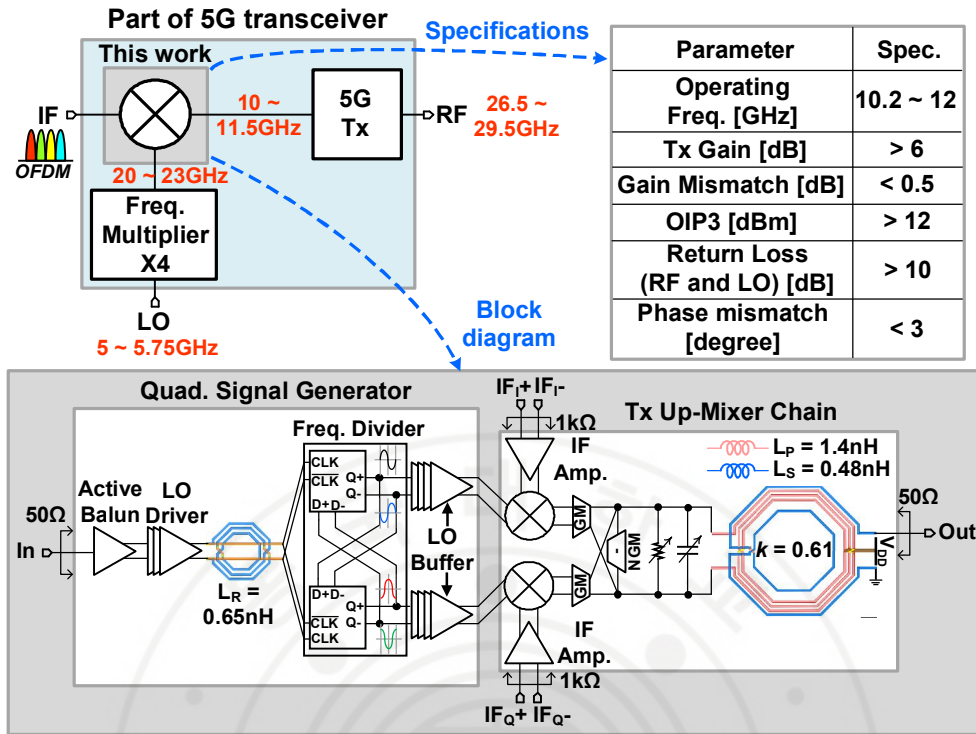 Part of 5G transceiver
This work
IF
OFDM
10 ~
11.5GHz
5G
Tx
RF
26.5 ~
29.5GHz
20 ~ 23GHz
Freq.
Multiplier
X4
LO
5 ~ 5.75GHz
Specifications
Block
diagram
Parameter Spec.
Operating
Freq. [GHz] 10.2 ~ 12
Tx Gain [dB] > 6
Gain Mismatch [dB] < 0.5
OIP3 [dBm] > 12
Return Loss
(RF and LO) [dB] > 10
Phase mismatch
[degree] < 3
Quad. Signal Generator
Freq. Divider
Active
Balun
LO
Driver
50Ω
In
LR =
0.65nH
CLK
CLK
D+D-
Q+
Q-
D+D-
Q+
Q-
CLK
CLK
LO
Buffer
IFI+ IFI-
1kΩ
IF
Amp.
Tx Up-Mixer Chain
LP = 1.4nH
LS = 0.48nH
GM
NGM
-
GM
k = 0.61
50Ω
Out
VDD
IF
Amp.
1kΩ
IFQ+ IFQ-